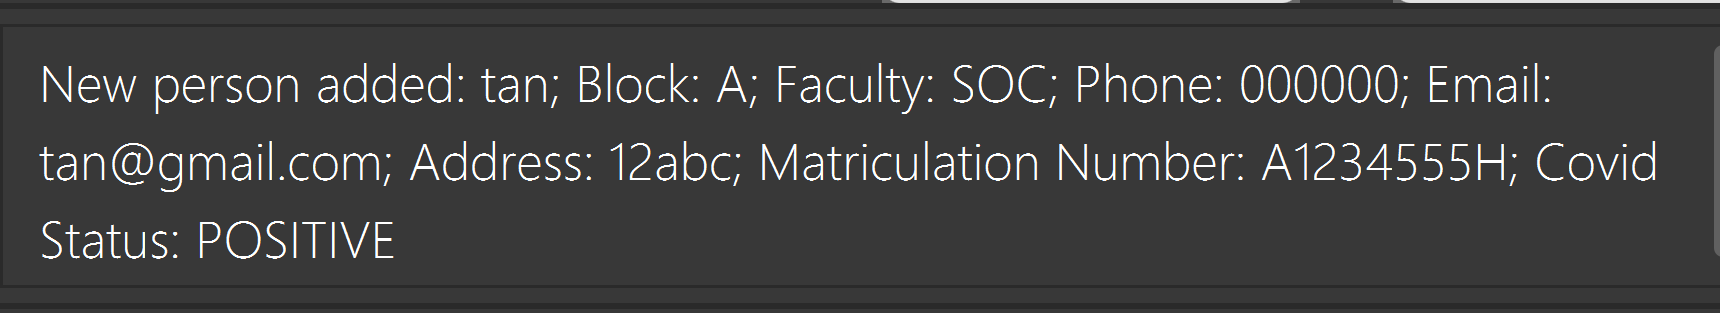 New person added: tan; Block: A; Faculty: SOC; Phone: 000000; Email:
tan@gmail.com; Address: 12abc; Matriculation Number: A1234555H; Covid
Status: POSITIVE